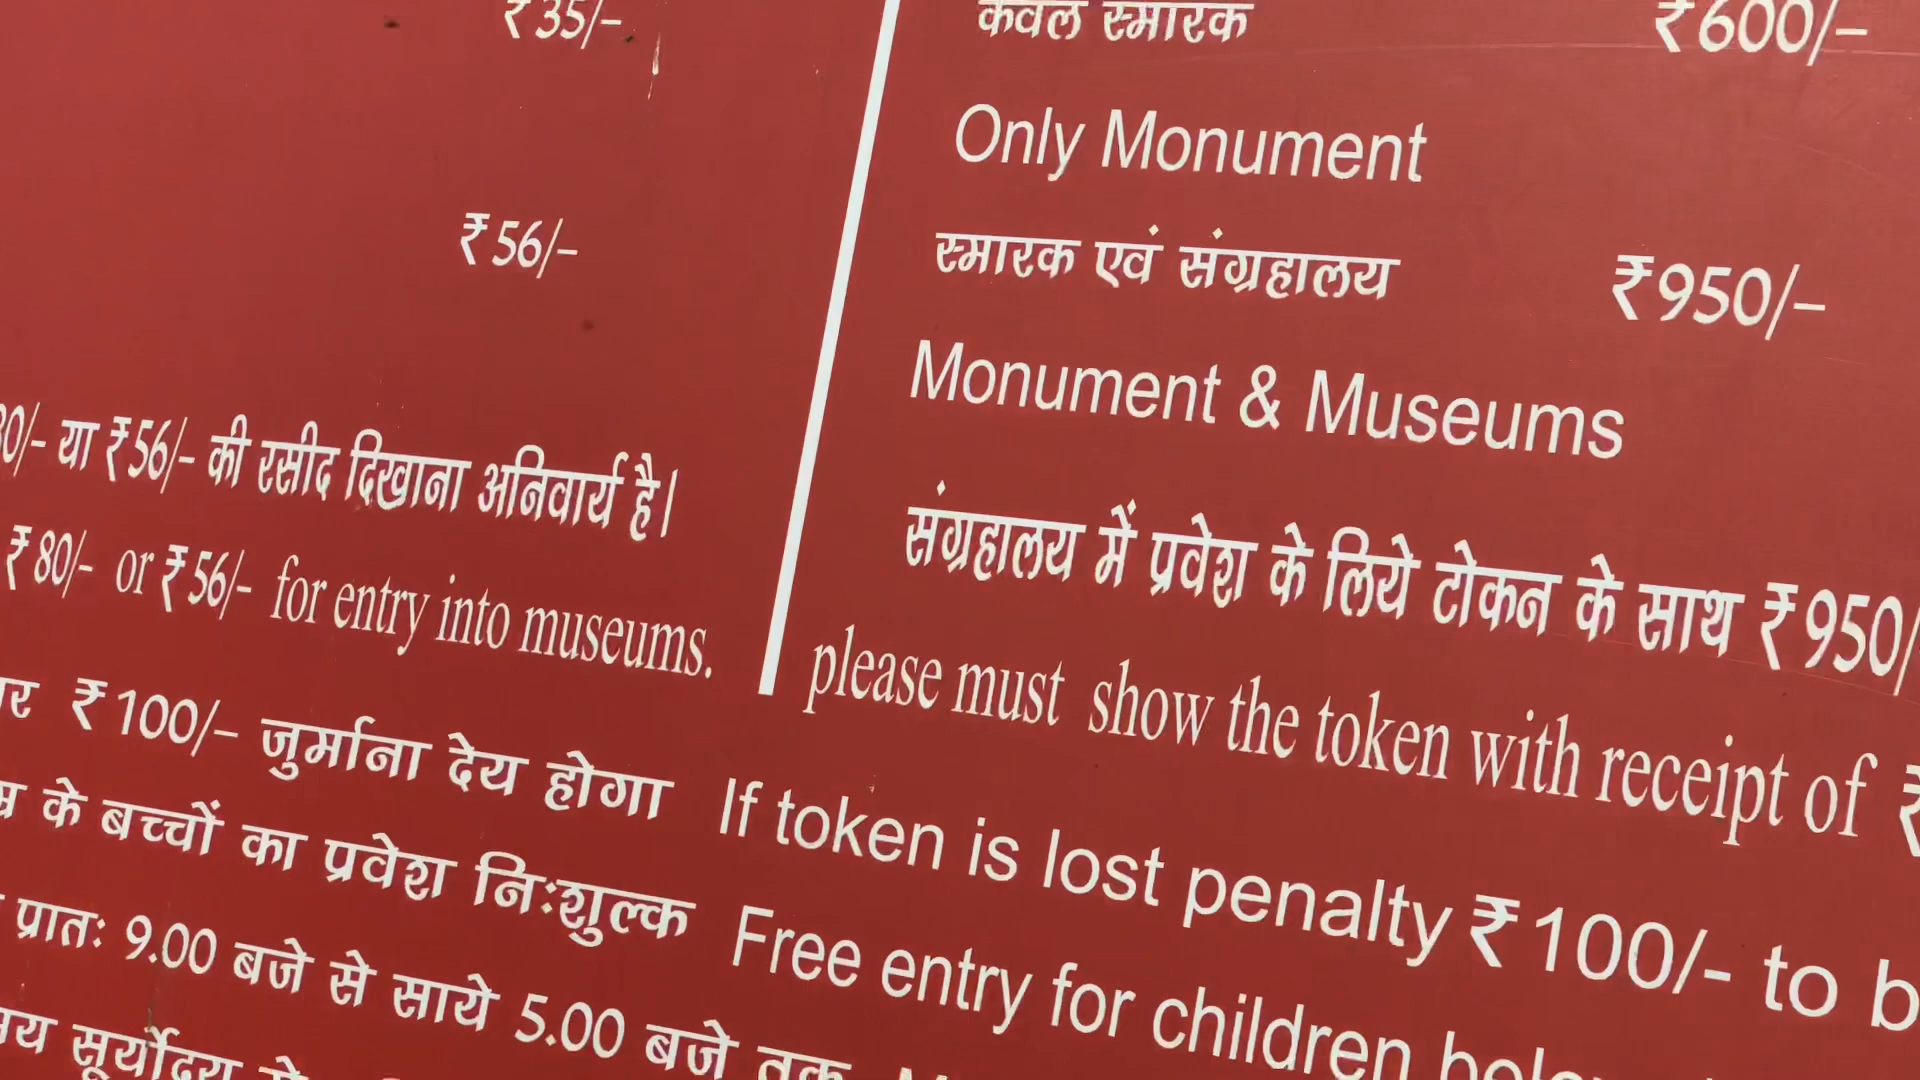 ₹35/-
₹56/-
या ₹56/- की रसीद दिखाना अनिवार्य है।
₹80/- or ₹56/- for entry into museums.
केवल स्मारक ₹600/-
Only Monument
स्मारक एवं संग्रहालय ₹950/-
Monument & Museums
संग्रहालय में प्रवेश के लिये टोकन के साथ ₹950/-
please must show the token with receipt of ₹
₹100/- जुर्माना देय होगा If token is lost penalty ₹100/- to b
के बच्चों का प्रवेश निःशुल्क Free entry for children
प्रातः 9.00 बजे से साये 5.00 बजे तक
सूर्योदय